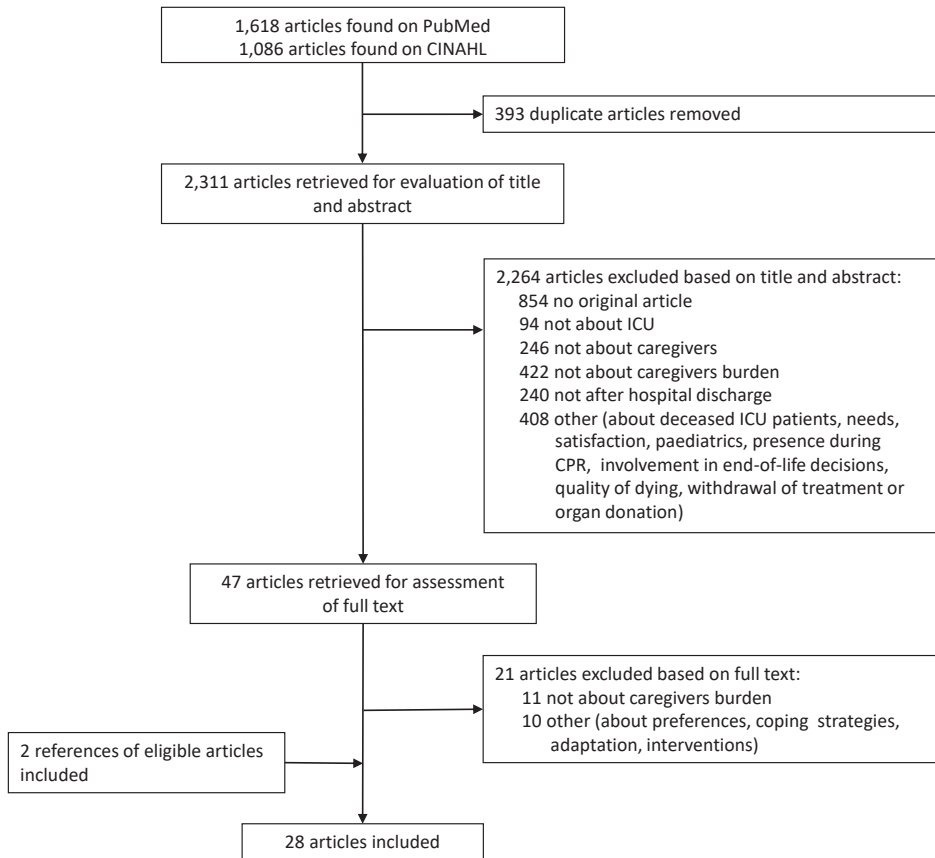 1,618 articles found on PubMed
1,086 articles found on CINAHL
393 duplicate articles removed
2,311 articles retrieved for evaluation of title
and abstract
2,264 articles excluded based on title and abstract:
854 no original article
94 not about ICU
246 not about caregivers
422 not about caregivers burden
240 not after hospital discharge
408 other (about deceased ICU patients, needs,
satisfaction, paediatrics, presence during
CPR, involvement in end-of-life decisions,
quality of dying, withdrawal of treatment or
organ donation)
47 articles retrieved for assessment
of full text
21 articles excluded based on full text:
11 not about caregivers burden
10 other (about preferences, coping strategies,
adaptation, interventions)
2 references of eligible articles
included
28 articles included